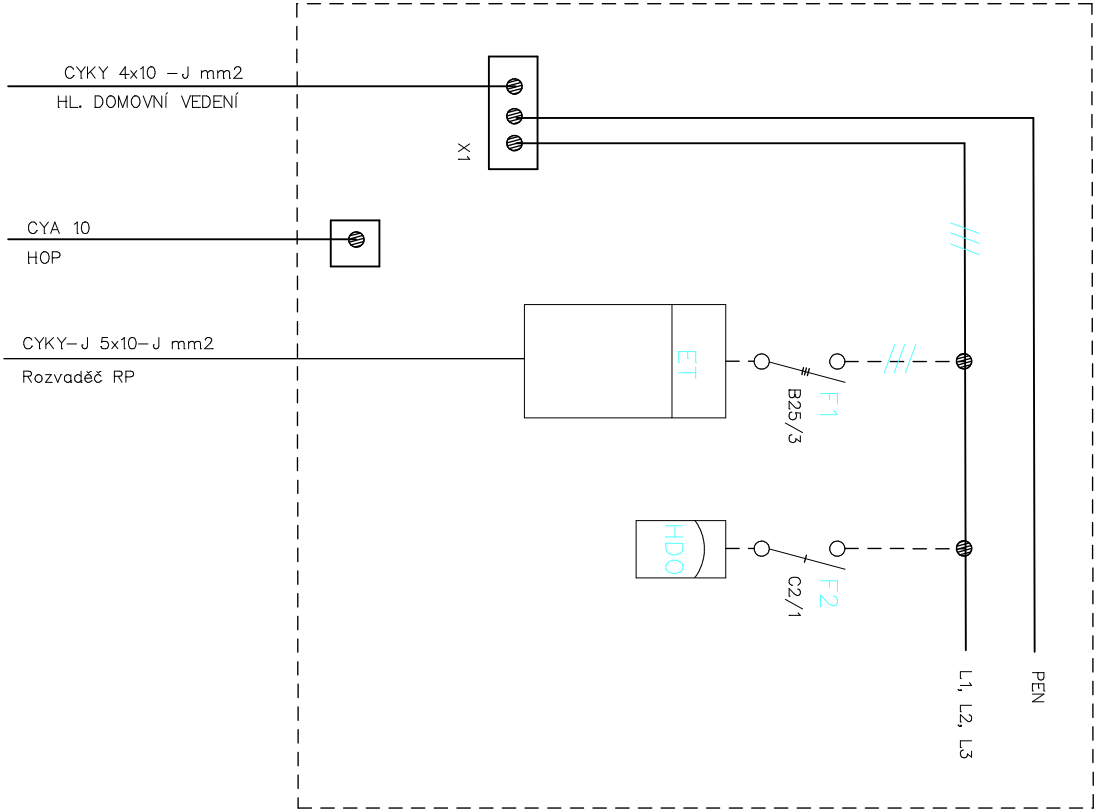 CYKY 4x10 -J mm2
HL. DOMOVNÍ VEDENÍ
X1
CYA 10
HOP
CYKY-J 5x10-J mm2
Rozvaděč RP
ET
F1
B25/3
HDO
F2
C2/1
L1, L2, L3
PEN